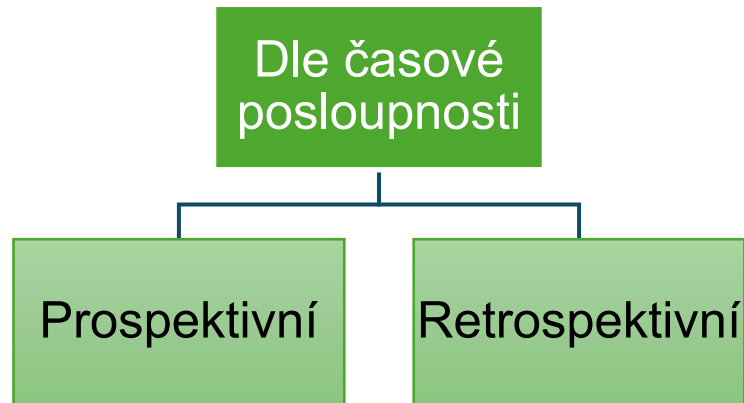 Dle časové
posloupnosti
Prospektivní
Retrospektivní